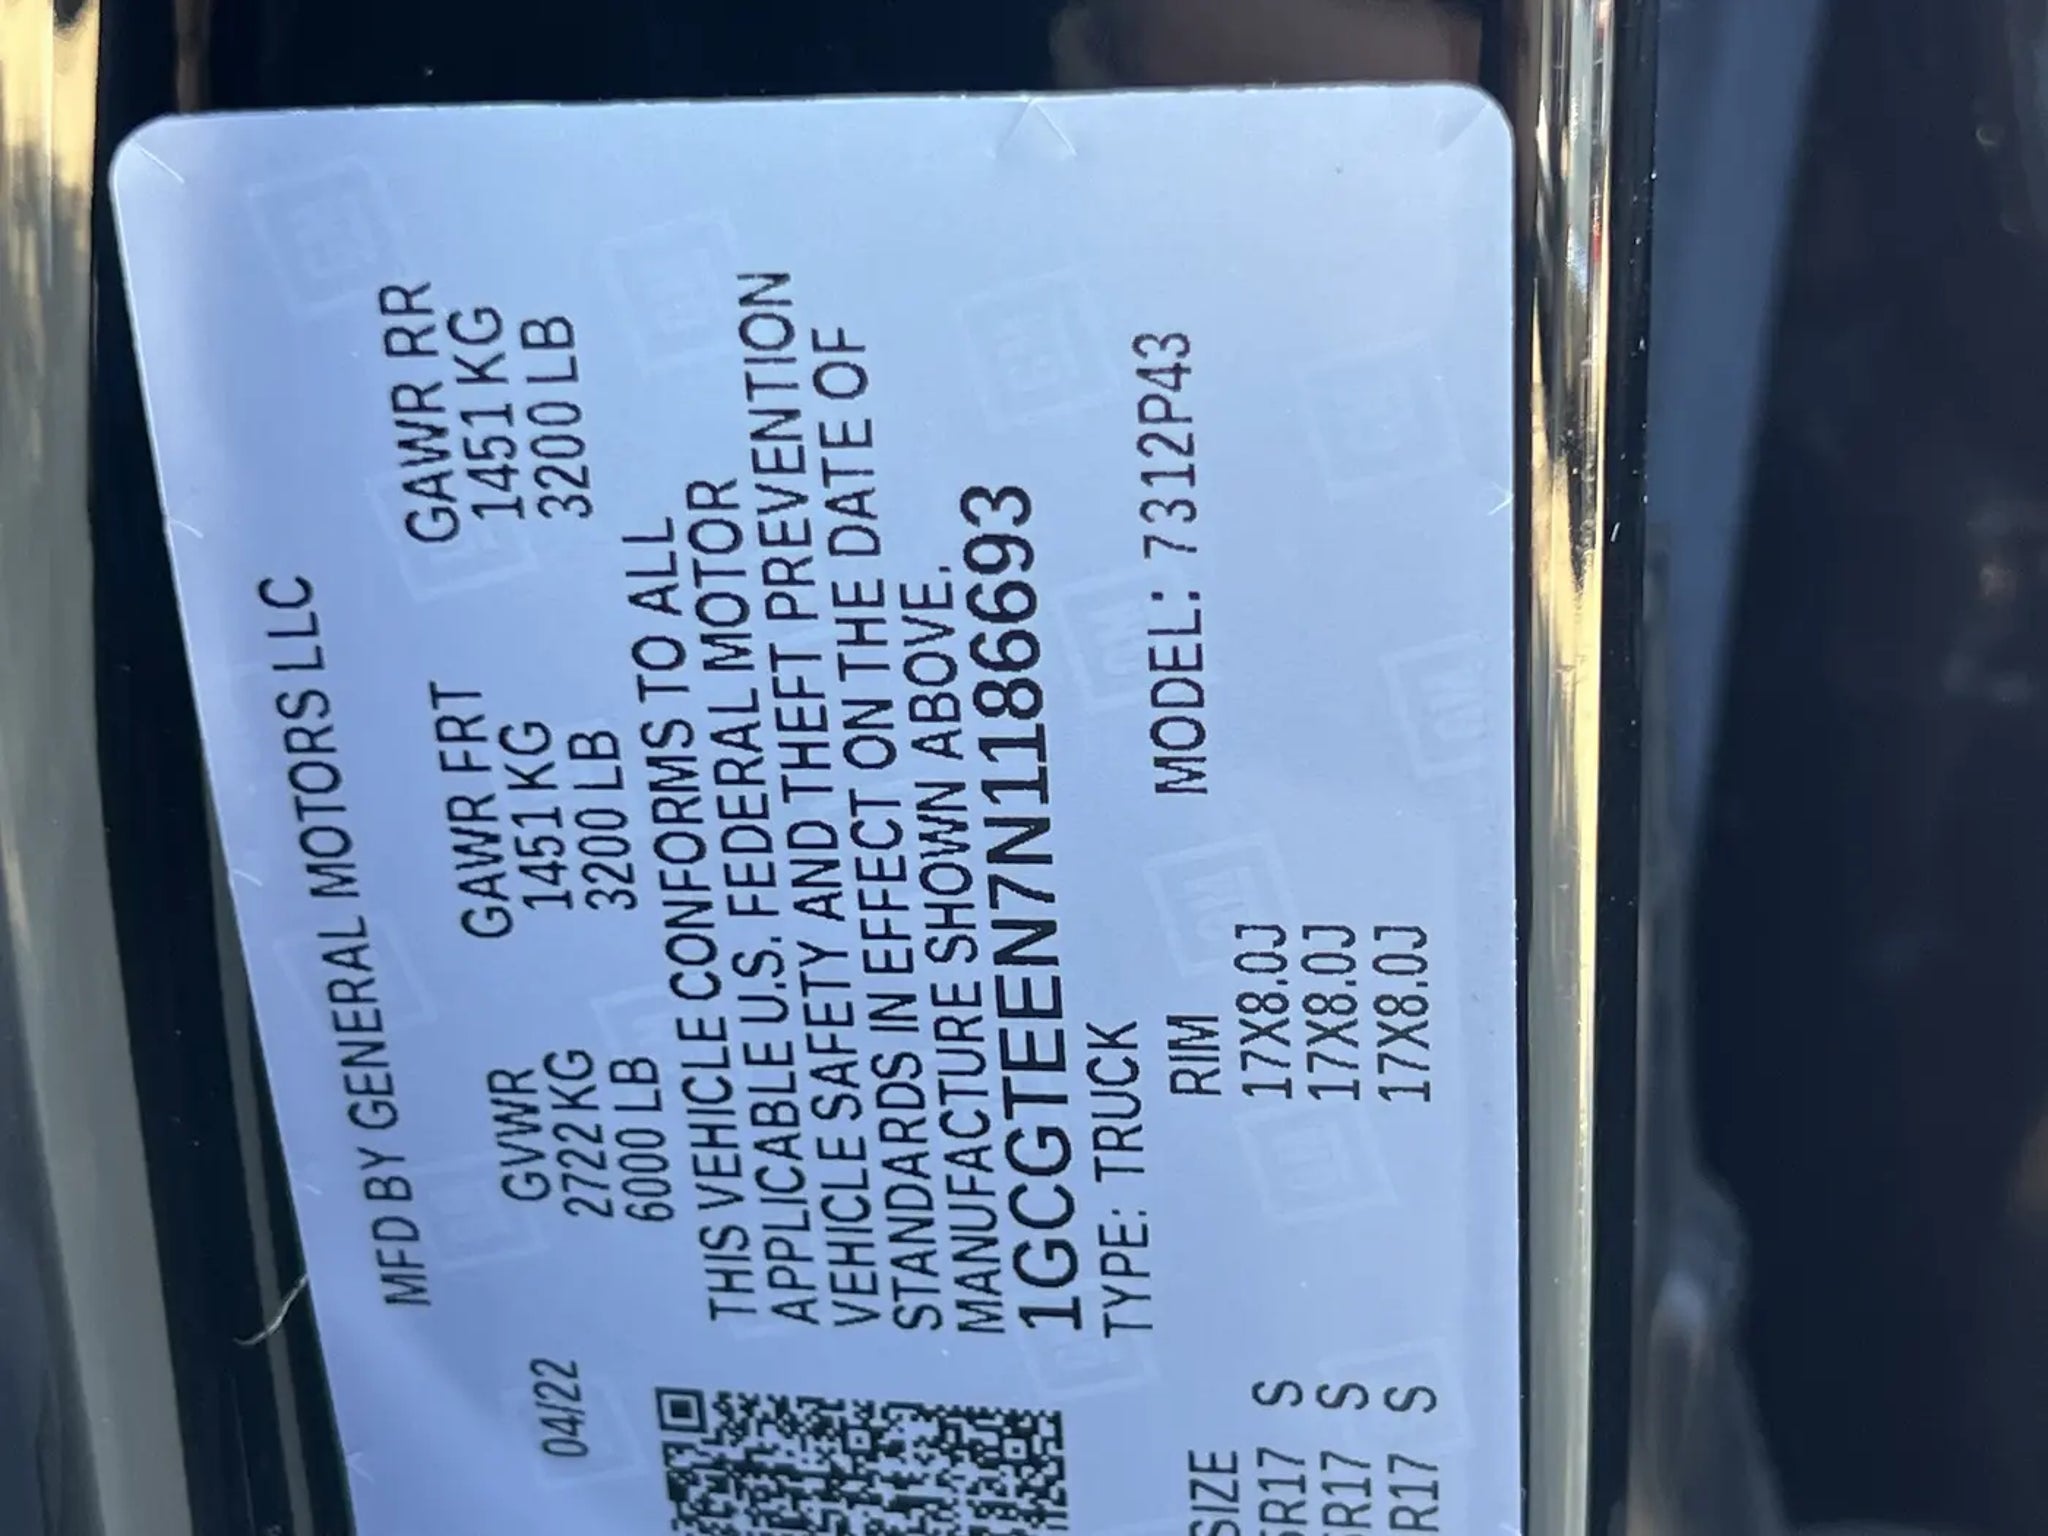 MFD BY GENERAL MOTORS LLC
04/22 GVWR GAWR FRT GAWR RR
2722 KG 1451 KG 1451 KG
6000 LB 3200 LB 3200 LB
THIS VEHICLE CONFORMS TO ALL
APPLICABLE U.S. FEDERAL MOTOR
VEHICLE SAFETY AND THEFT PREVENTION
STANDARDS IN EFFECT ON THE DATE OF
MANUFACTURE SHOWN ABOVE.
1GCGTEEN7N1186693
TYPE: TRUCK MODEL: 7312P43
SIZE RIM
R17 S 17X8.0J
R17 S 17X8.0J
R17 S 17X8.0J